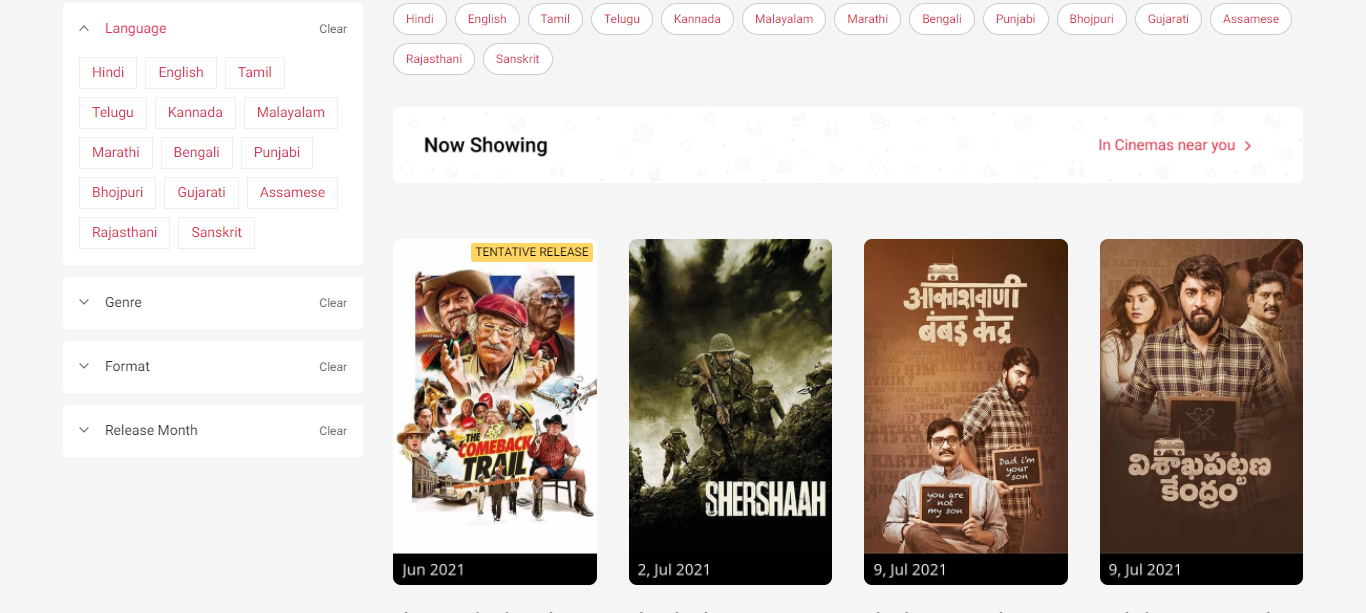 Language
Clear
Hindi
English
Tamil
Telugu
Kannada
Malayalam
Marathi
Bengali
Punjabi
Bhojpuri
Gujarati
Assamese
Rajasthani
Sanskrit
Genre
Clear
Format
Clear
Release Month
Clear
Hindi
English
Tamil
Telugu
Kannada
Malayalam
Marathi
Bengali
Punjabi
Bhojpuri
Gujarati
Assamese
Rajasthani
Sanskrit
Now Showing
In Cinemas near you
TENTATIVE RELEASE
THE
COMEBACK
TRAIL
Jun 2021
SHERSHAAH
2, Jul 2021
आकाशवाणी
बंबई केंद्र
Dad i'm
your
son
you are
not
my son
9, Jul 2021
విశాఖపట్టణ
కేంద్రం
9, Jul 2021